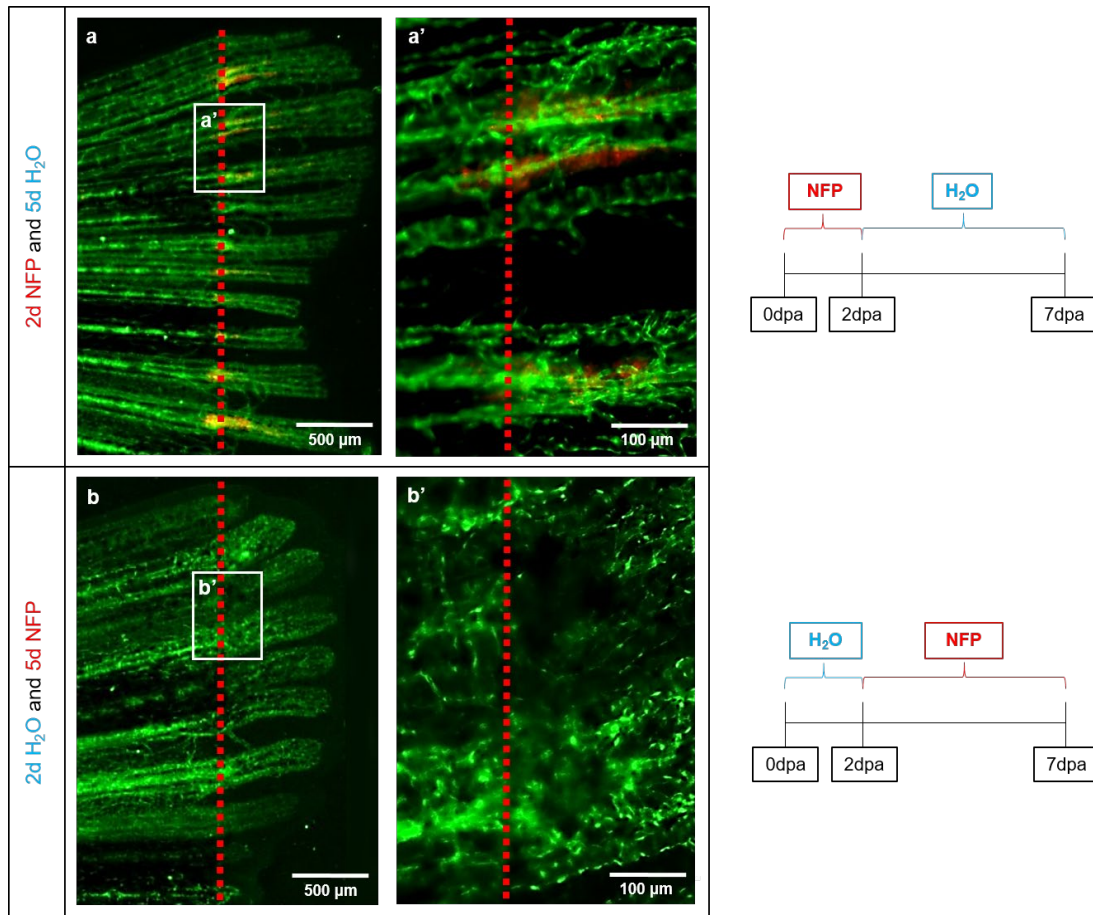 2d NFP and 5d H₂O
a
a'
a'
500 µm
100 µm
NFP
H₂O
0dpa
2dpa
7dpa
2d H₂O and 5d NFP
b
b'
b'
500 µm
100 µm
H₂O
NFP
0dpa
2dpa
7dpa